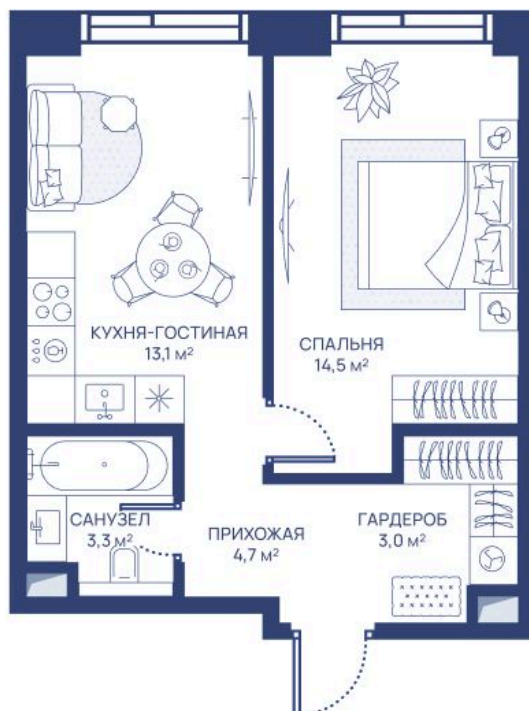 КУХНЯ-ГОСТИНАЯ
13,1 м²
СПАЛЬНЯ
14,5 м²
САНУЗЕЛ
3,3 м²
ПРИХОЖАЯ
4,7 м²
ГАРДЕРОБ
3,0 м²